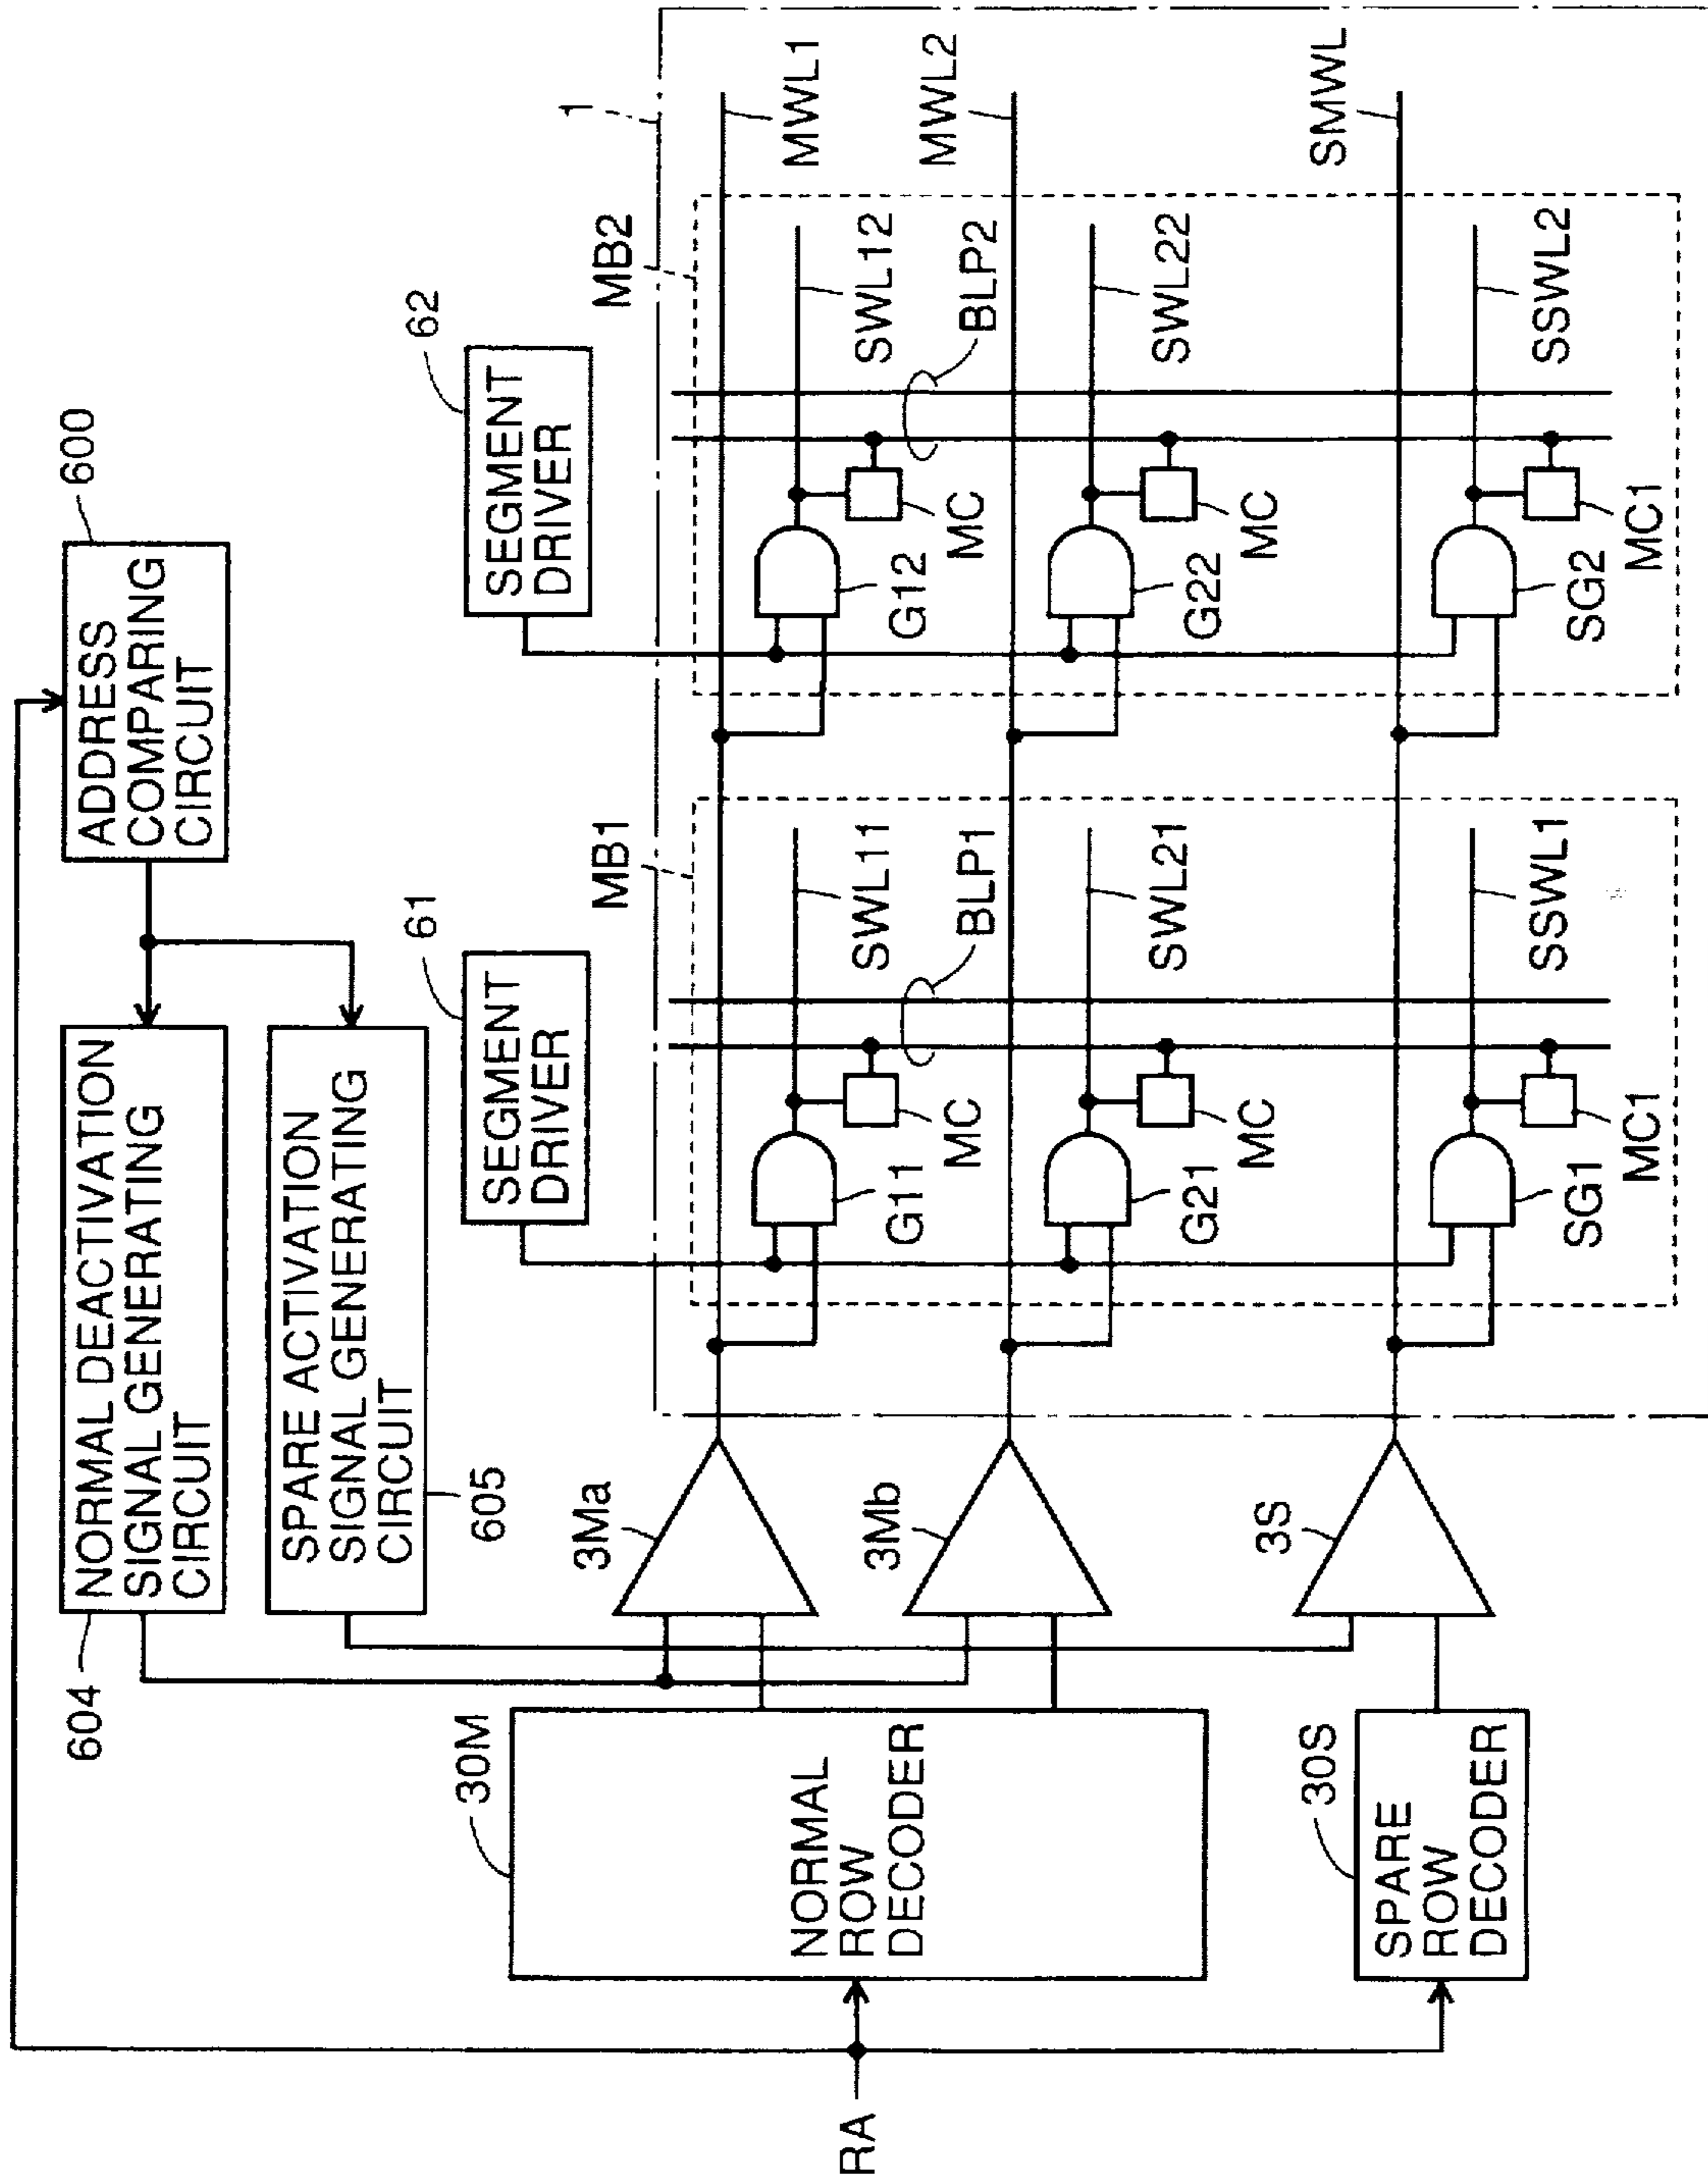 RA
30M
NORMAL
ROW
DECODER
30S
SPARE
ROW
DECODER
604
NORMAL DEACTIVATION
SIGNAL GENERATING
CIRCUIT
SPARE ACTIVATION
SIGNAL GENERATING
CIRCUIT
605
600
ADDRESS
COMPARING
CIRCUIT
3Ma
3Mb
3S
61
SEGMENT
DRIVER
62
SEGMENT
DRIVER
1
MB1
MB2
MWL1
MWL2
SMWL
G11
MC
SWL11
BLP1
G21
MC
SWL21
SG1
MC1
SSWL1
G12
MC
SWL12
BLP2
G22
MC
SWL22
SG2
MC1
SSWL2